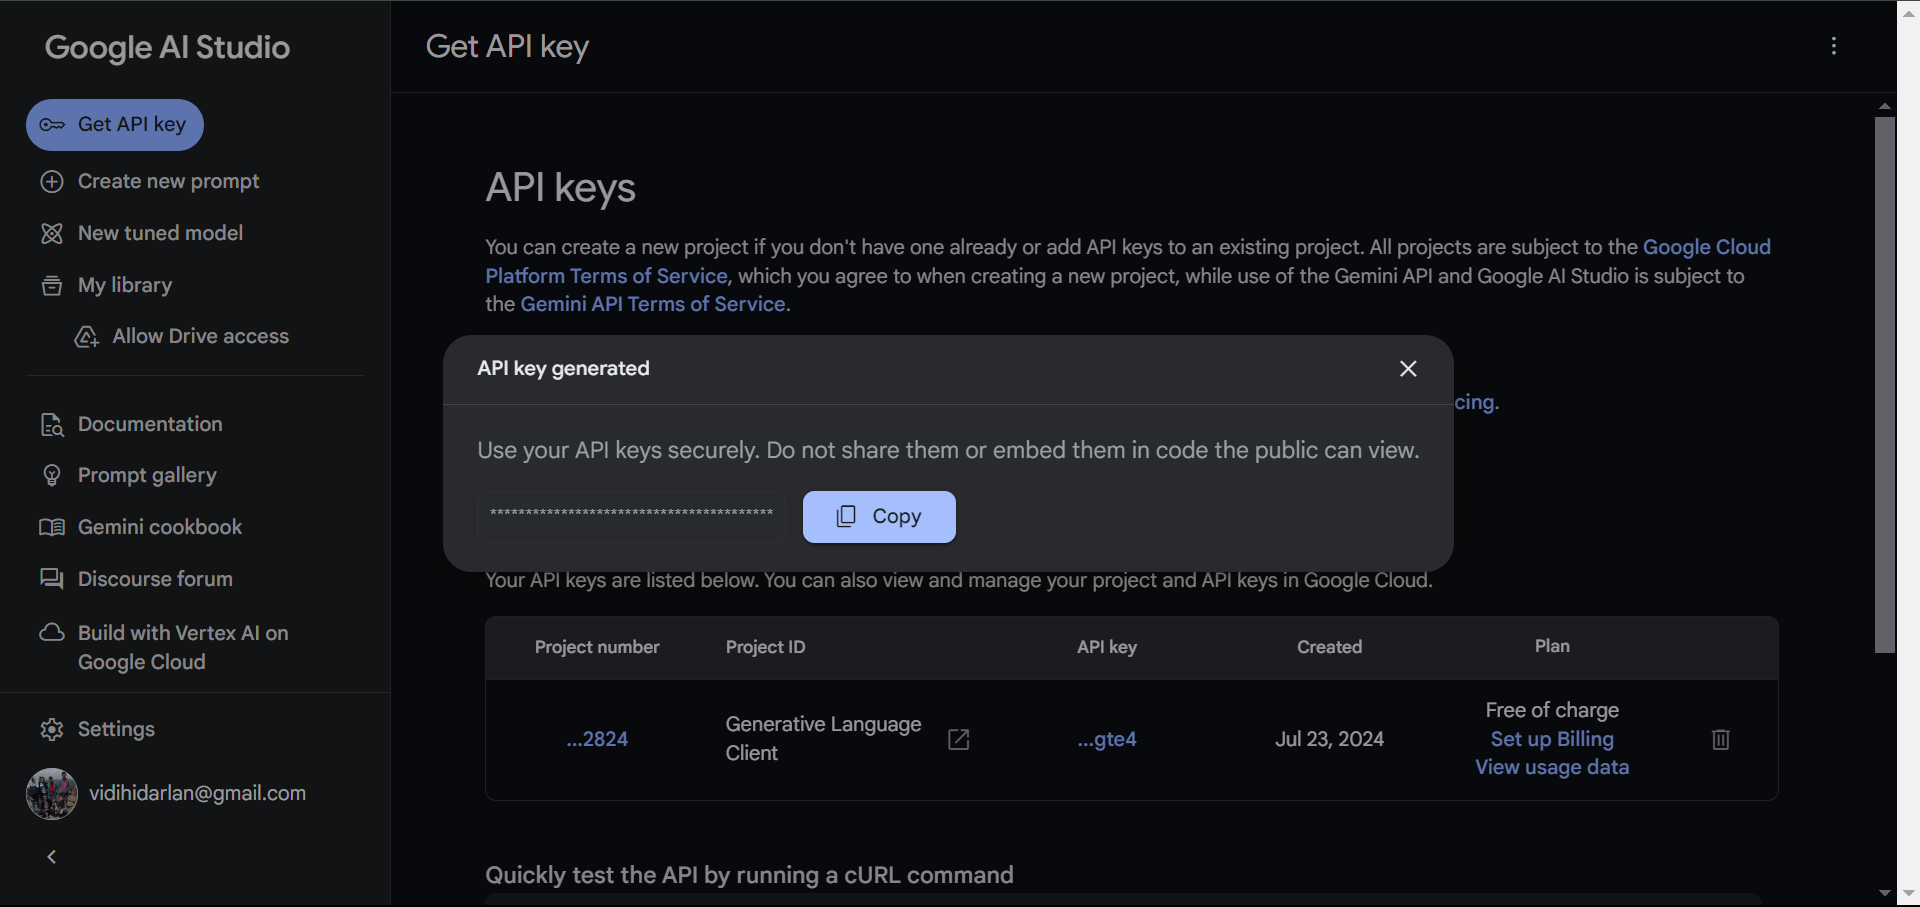 Google AI Studio
Get API key
Create new prompt
New tuned model
My library
Allow Drive access
Documentation
Prompt gallery
Gemini cookbook
Discourse forum
Build with Vertex AI on
Google Cloud
Settings
vidihidarlan@gmail.com
Get API key
API keys
You can create a new project if you don't have one already or add API keys to an existing project. All projects are subject to the Google Cloud
Platform Terms of Service, which you agree to when creating a new project, while use of the Gemini API and Google AI Studio is subject to
the Gemini API Terms of Service.
cing.
API key generated
Use your API keys securely. Do not share them or embed them in code the public can view.
***************************************
Copy
Your API keys are listed below. You can also view and manage your project and API keys in Google Cloud.
Project number Project ID API key Created Plan
...2824 Generative Language Client ...gte4 Jul 23, 2024 Free of charge
Set up Billing
View usage data
Quickly test the API by running a cURL command